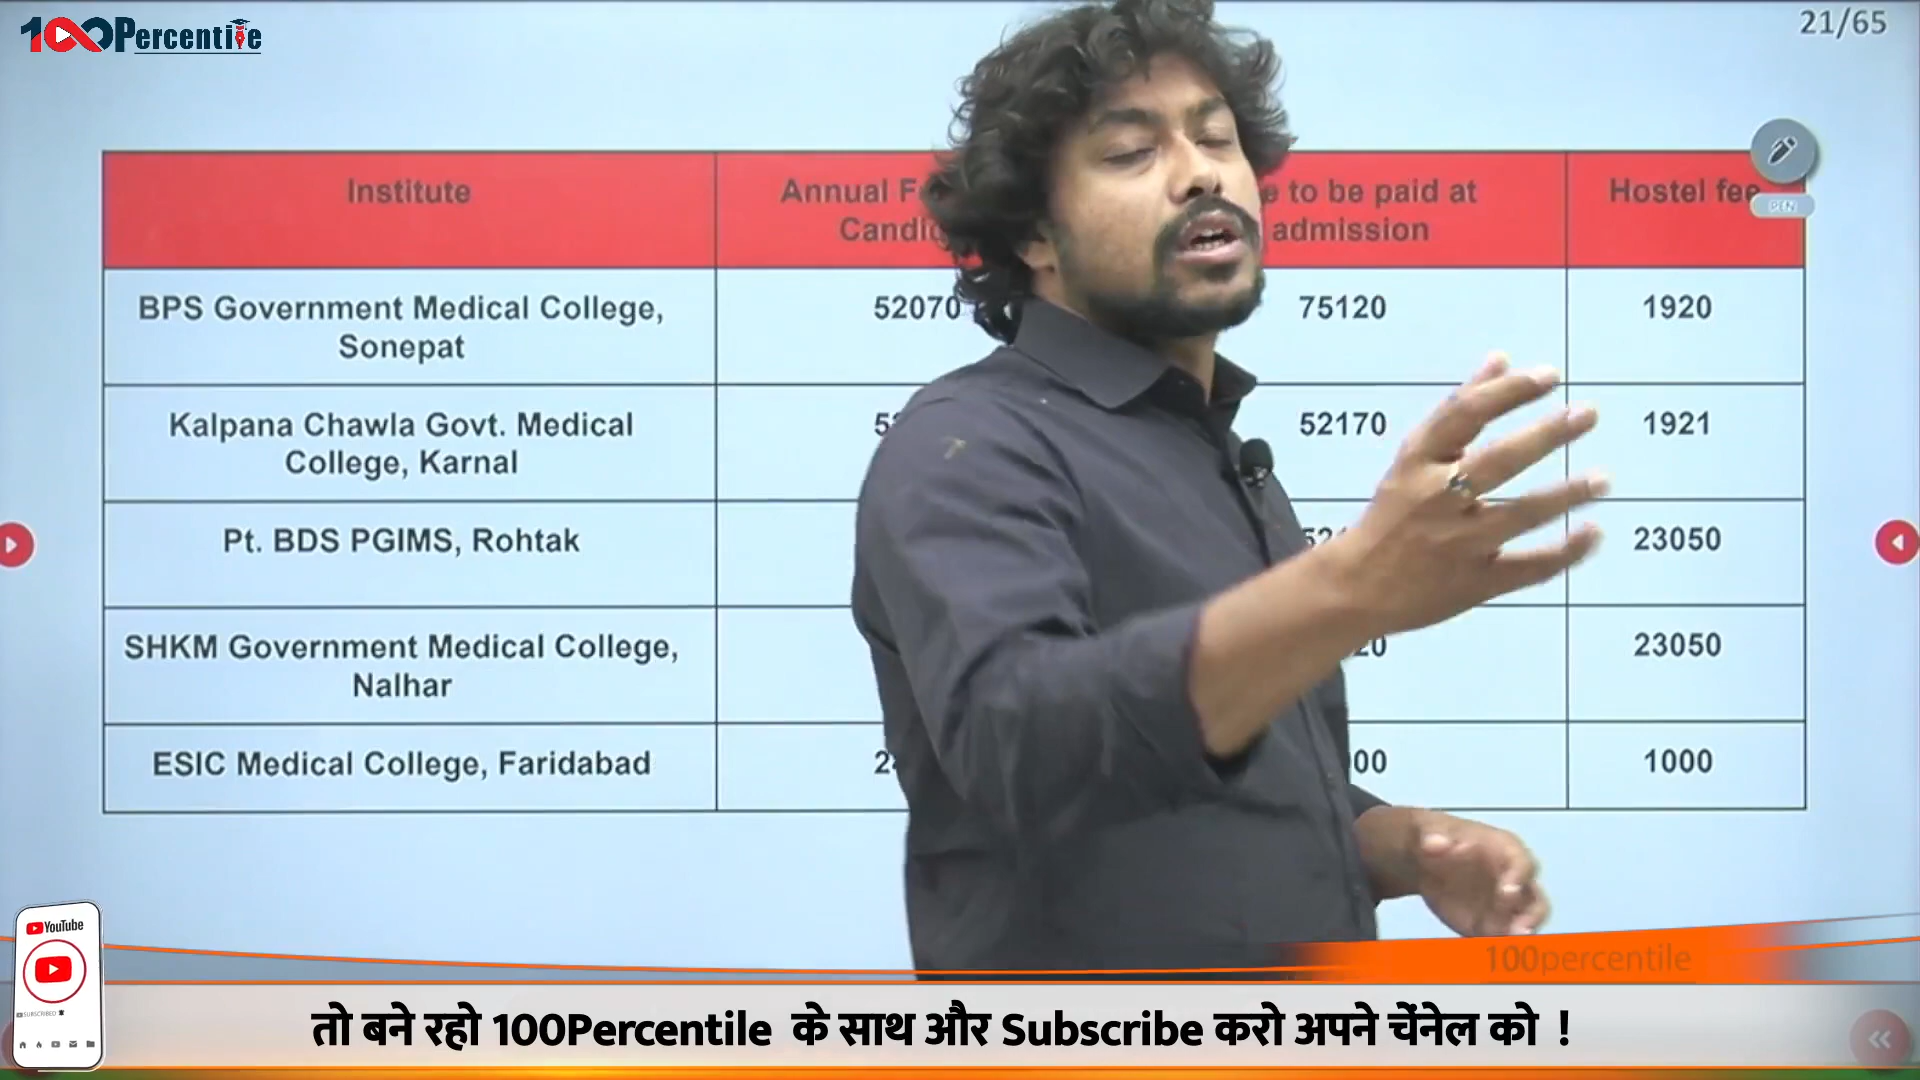 100Percentile
21/65
Institute
Annual
to be paid at
admission
Hostel fee
PEN
BPS Government Medical College,
Sonepat
52070
75120
1920
Kalpana Chawla Govt. Medical
College, Karnal
52170
1921
Pt. BDS PGIMS, Rohtak
23050
SHKM Government Medical College,
Nalhar
23050
ESIC Medical College, Faridabad
1000
YouTube
SUBSCRIBED
100percentile
तो बने रहो 100Percentile के साथ और Subscribe करो अपने चेंनेल को !